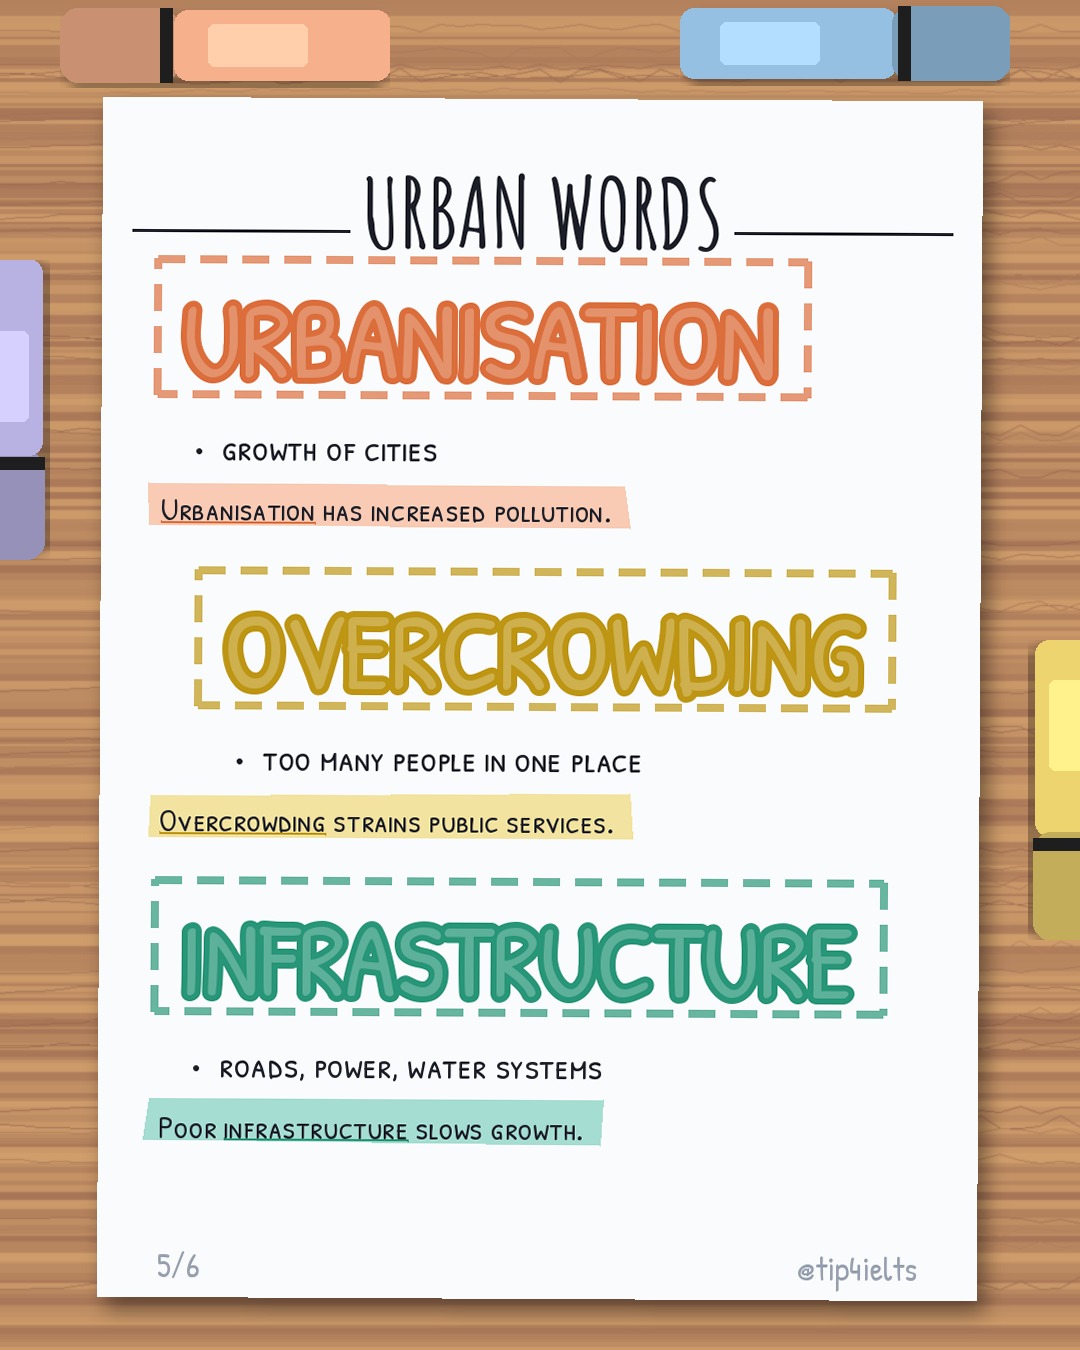 URBAN WORDS
URBANISATION
• GROWTH OF CITIES
URBANISATION HAS INCREASED POLLUTION.
OVERCROWDING
• TOO MANY PEOPLE IN ONE PLACE
OVERCROWDING STRAINS PUBLIC SERVICES.
INFRASTRUCTURE
• ROADS, POWER, WATER SYSTEMS
POOR INFRASTRUCTURE SLOWS GROWTH.
5/6
@tip4ielts